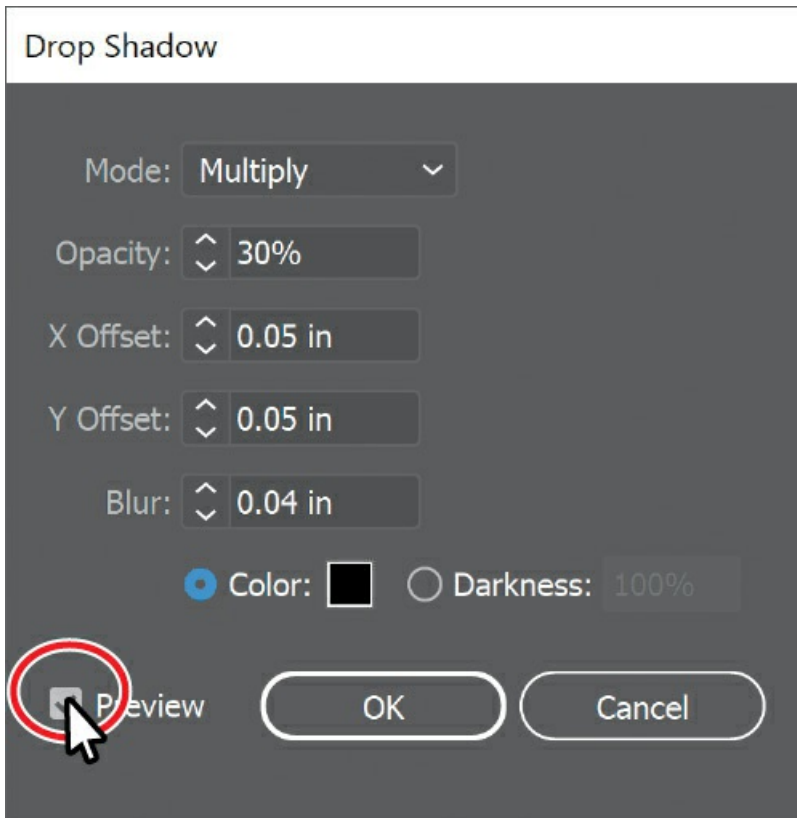 Drop Shadow
Mode: Multiply
Opacity: 30%
X Offset: 0.05 in
Y Offset: 0.05 in
Blur: 0.04 in
Color: Darkness: 100%
Preview OK Cancel